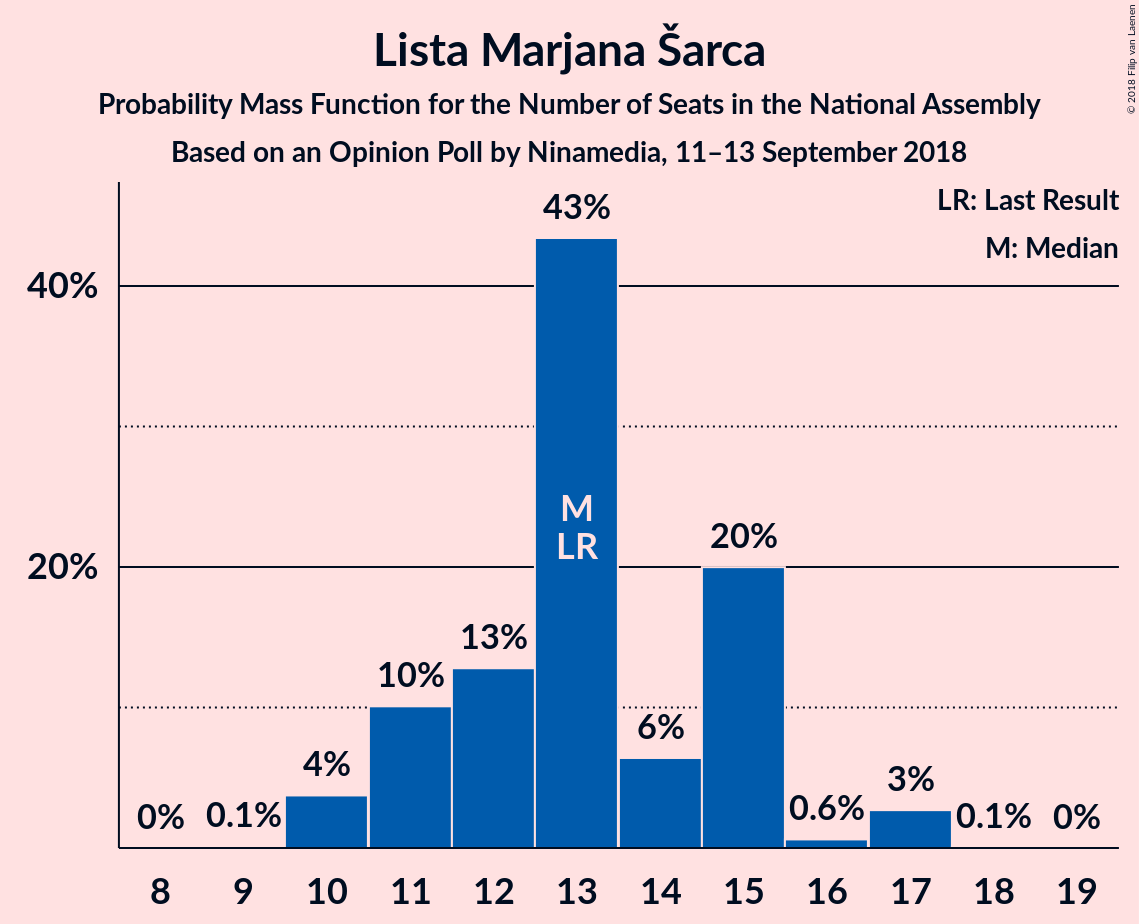 Lista Marjana Šarca
Probability Mass Function for the Number of Seats in the National Assembly
Based on an Opinion Poll by Ninamedia, 11–13 September 2018
© 2018 Filip van Laenen
LR: Last Result
M: Median
40%
20%
0%
0.1%
4%
10%
13%
43%
M
LR
6%
20%
0.6%
3%
0.1%
0%
8 9 10 11 12 13 14 15 16 17 18 19